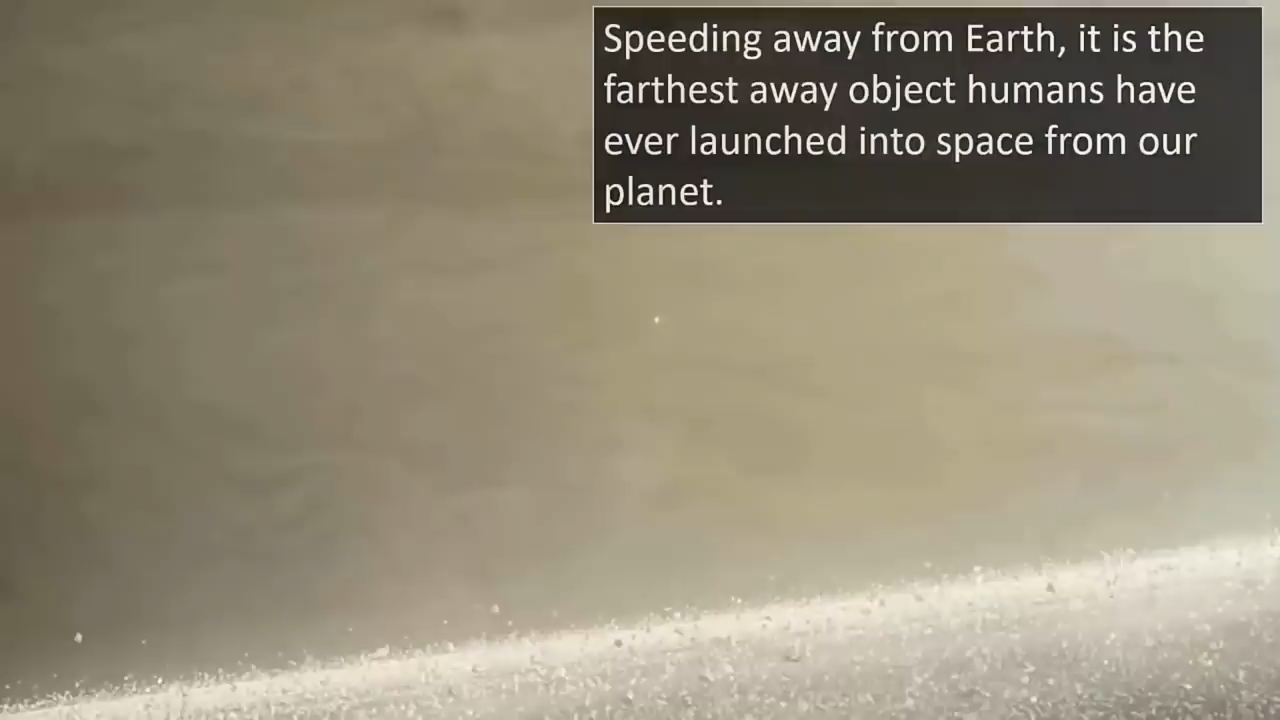 Speeding away from Earth, it is the
farthest away object humans have
ever launched into space from our
planet.